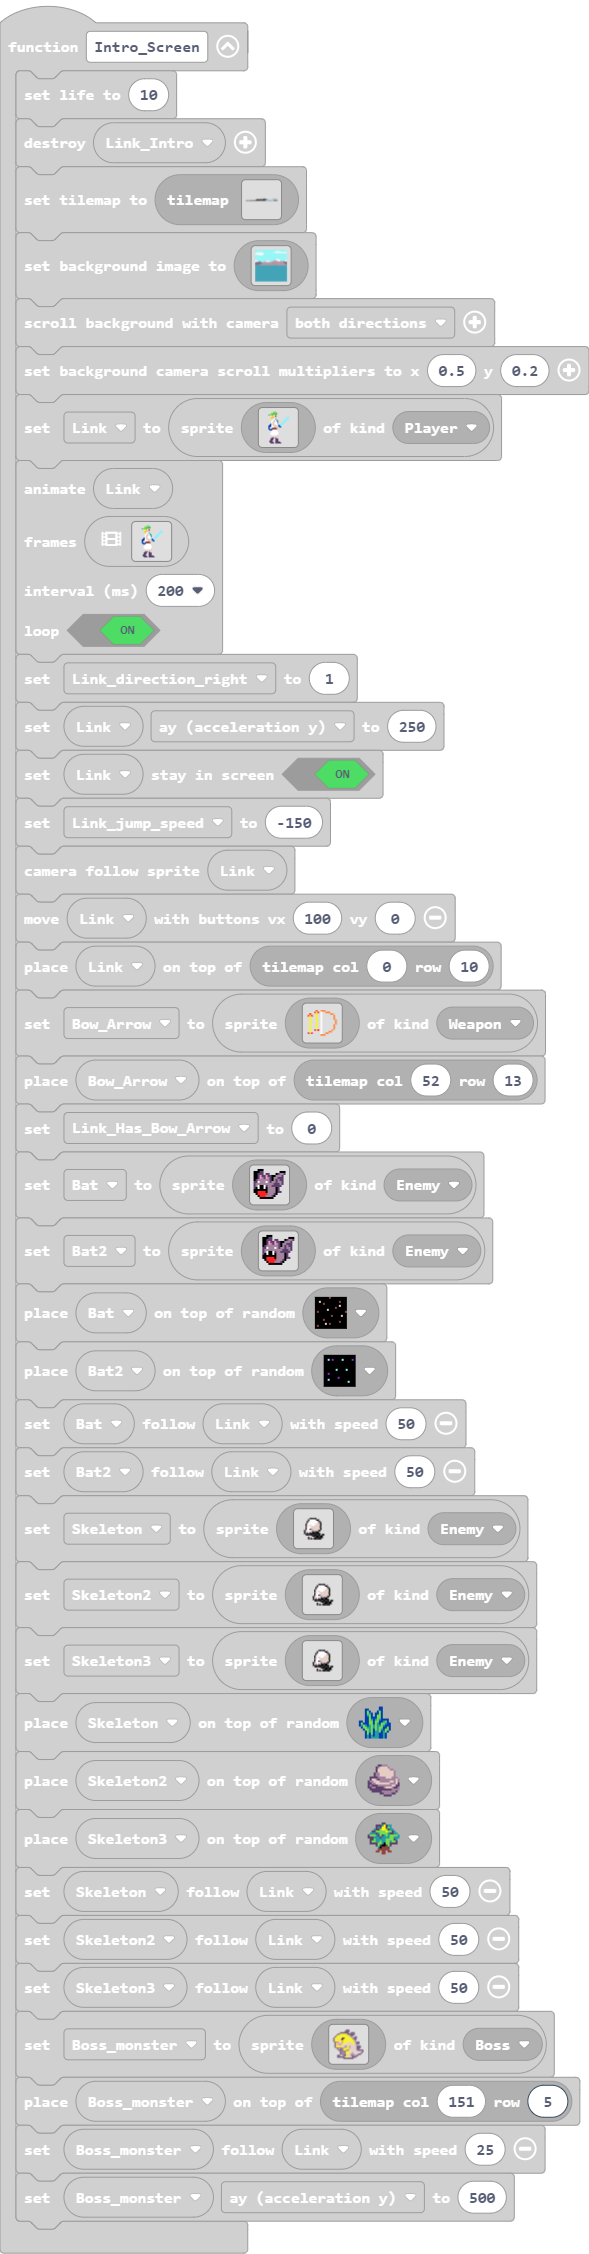 function Intro_Screen
set life to 10
destroy Link_Intro
set tilemap to tilemap
set background image to
scroll background with camera both directions
set background camera scroll multipliers to x 0.5 y 0.2
set Link to sprite of kind Player
animate Link
frames
interval (ms) 200
loop ON
set Link_direction_right to 1
set Link ay (acceleration y) to 250
set Link stay in screen ON
set Link_jump_speed to -150
camera follow sprite Link
move Link with buttons vx 100 vy 0
place Link on top of tilemap col 0 row 10
set Bow_Arrow to sprite of kind Weapon
place Bow_Arrow on top of tilemap col 52 row 13
set Link_Has_Bow_Arrow to 0
set Bat to sprite of kind Enemy
set Bat2 to sprite of kind Enemy
place Bat on top of random
place Bat2 on top of random
set Bat follow Link with speed 50
set Bat2 follow Link with speed 50
set Skeleton to sprite of kind Enemy
set Skeleton2 to sprite of kind Enemy
set Skeleton3 to sprite of kind Enemy
place Skeleton on top of random
place Skeleton2 on top of random
place Skeleton3 on top of random
set Skeleton follow Link with speed 50
set Skeleton2 follow Link with speed 50
set Skeleton3 follow Link with speed 50
set Boss_monster to sprite of kind Boss
place Boss_monster on top of tilemap col 151 row 5
set Boss_monster follow Link with speed 25
set Boss_monster ay (acceleration y) to 500